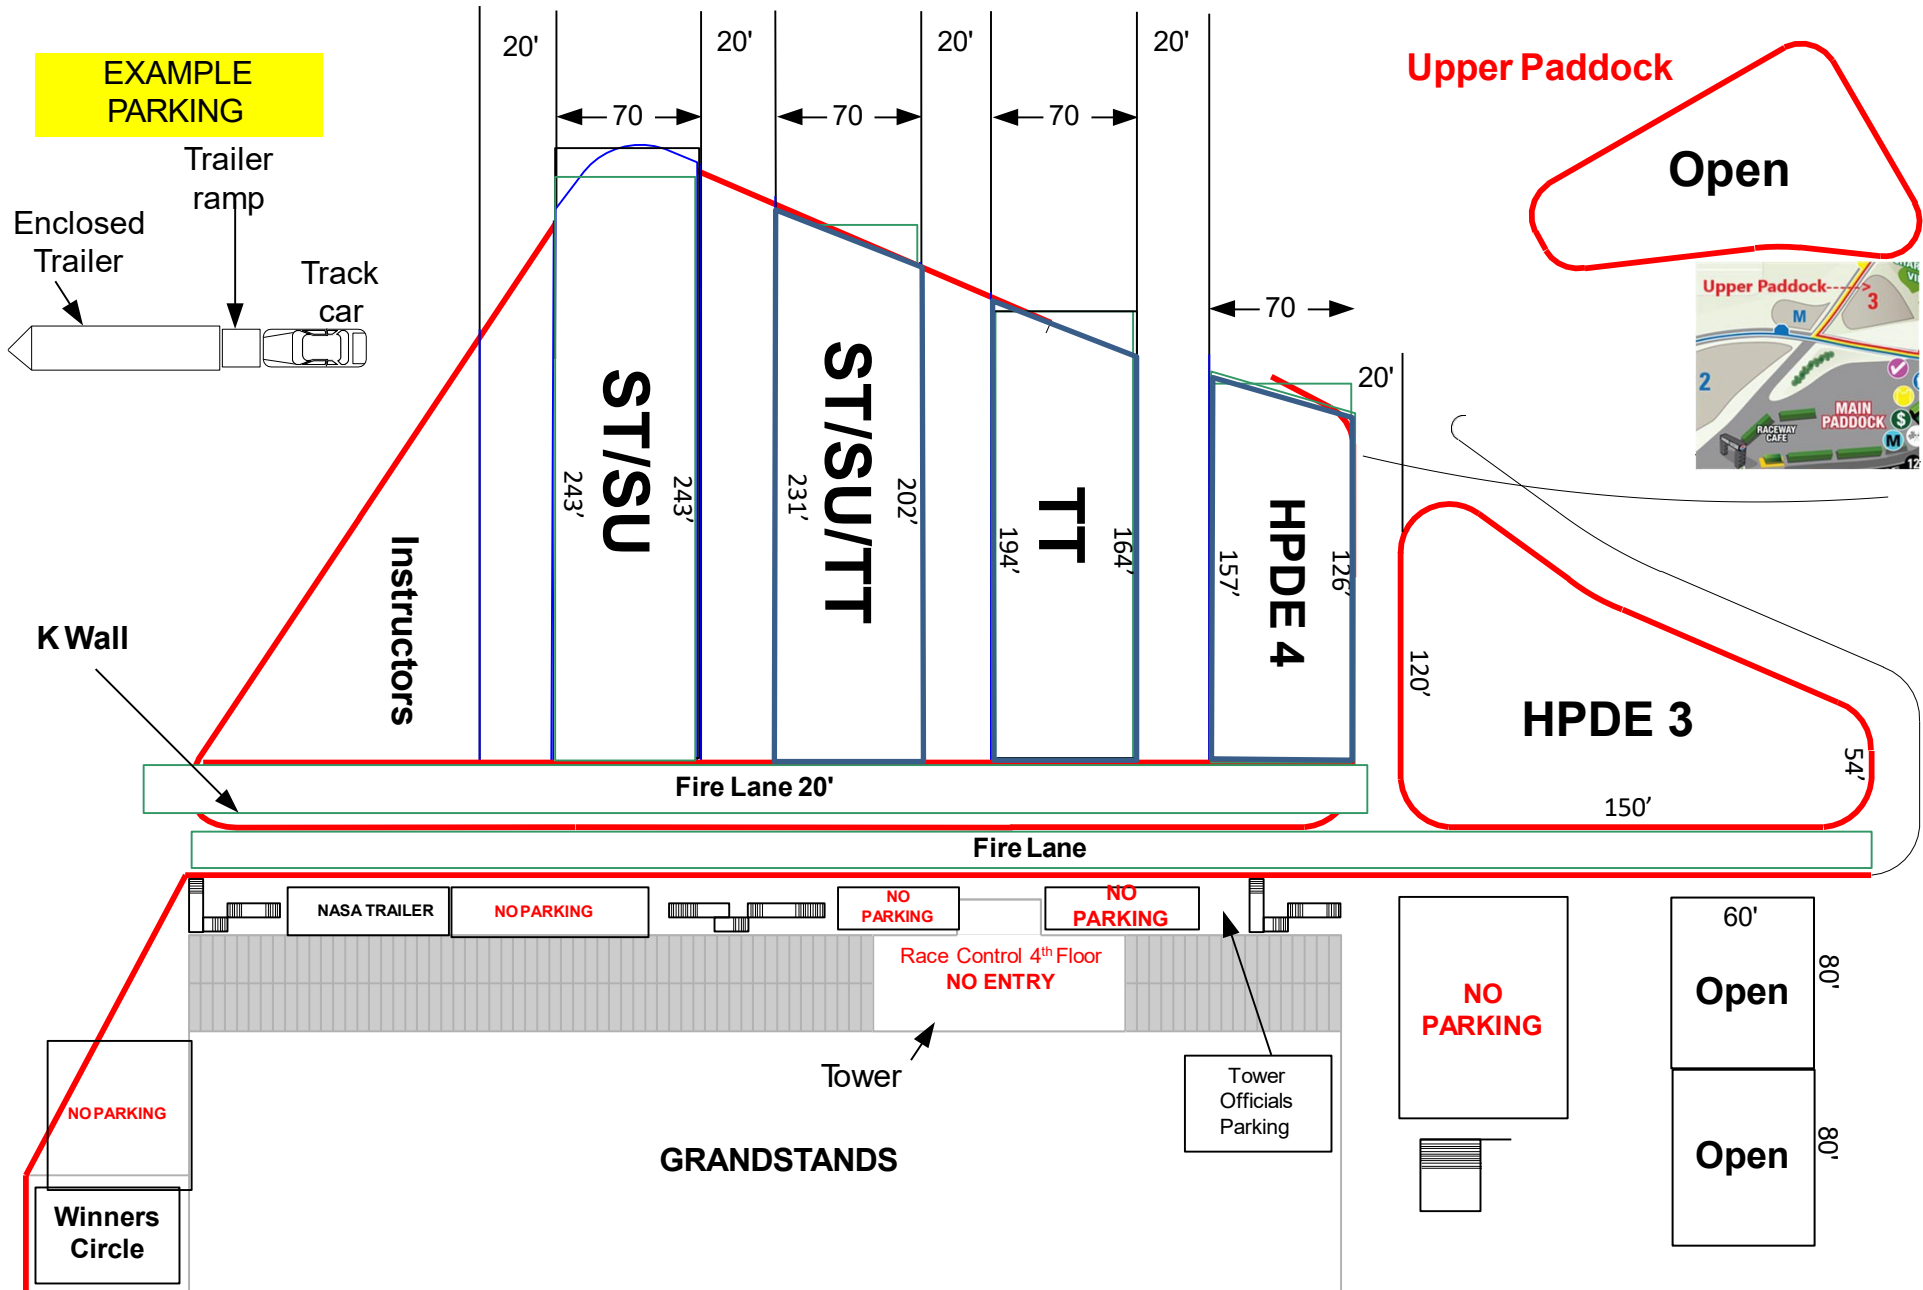 20'
20'
20'
20'
Upper Paddock
EXAMPLE
PARKING
70
70
70
Trailer
ramp
Open
Enclosed
Trailer
Track
car
Upper Paddock----->
3
M
70
20'
2
MAIN
PADDOCK
$
RACEWAY
CAFE
M
12
ST/SU
243’
243’
ST/SU/TT
231’
202’
TT
194’
164’
HPDE 4
157’
126’
Instructors
K Wall
120’
HPDE 3
54’
150’
Fire Lane 20'
Fire Lane
NASA TRAILER
NO PARKING
NO
PARKING
NO
PARKING
60'
Race Control 4th Floor
NO ENTRY
NO
PARKING
Open
80'
Tower
Tower
Officials
Parking
NO PARKING
GRANDSTANDS
Open
80'
Winners
Circle